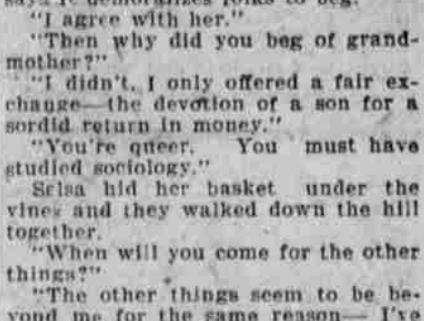 says it demoralizes folks to beg."
"I agree with her."
"Then why did you beg of grand-
mother?"
"I didn't. I only offered a fair ex-
change—the devotion of a son for a
sordid return in money."
"You're queer. You must have
studied sociology."
Selsa hid her basket under the
vines and they walked down the hill
together.
"When will you come for the other
things?"
"The other things seem to be be-
yond me for the same reason— I've